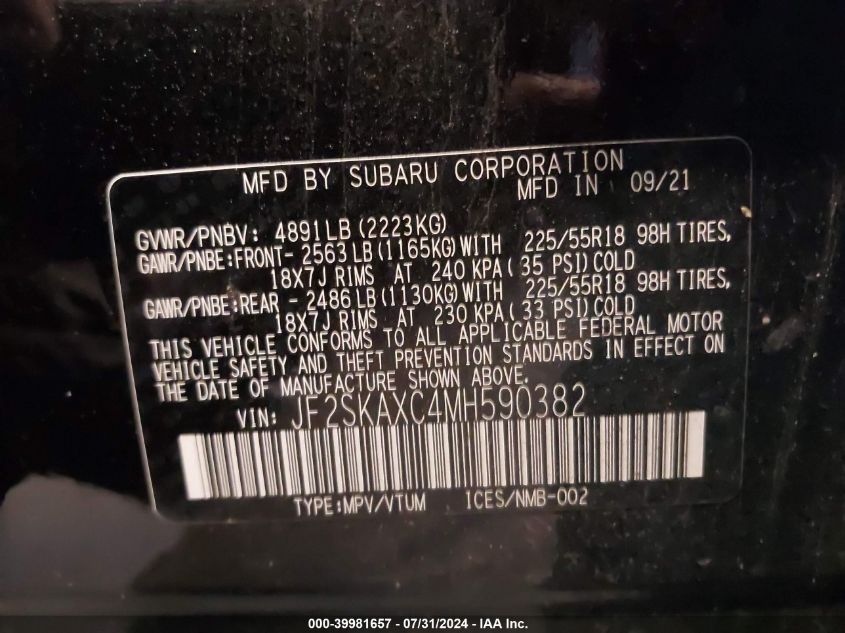 MFD BY SUBARU CORPORATION
MFD IN 09/21
GVWR/PNBV: 4891LB (2223KG)
GAWR/PNBE:FRONT- 2563LB (1165KG) WITH 225/55R18 98H TIRES,
18X7J RIMS AT 240 KPA ( 35 PSI) COLD
GAWR/PNBE:REAR - 2486LB (1130KG) WITH 225/55R18 98H TIRES,
18X7J RIMS AT 230 KPA ( 33 PSI) COLD
THIS VEHICLE CONFORMS TO ALL APPLICABLE FEDERAL MOTOR
VEHICLE SAFETY AND THEFT PREVENTION STANDARDS IN EFFECT ON
THE DATE OF MANUFACTURE SHOWN ABOVE.
VIN: JF2SKAXC4MH590382
TYPE:MPV/VTUM ICES/NMB-002
000-39981657 - 07/31/2024 - IAA Inc.